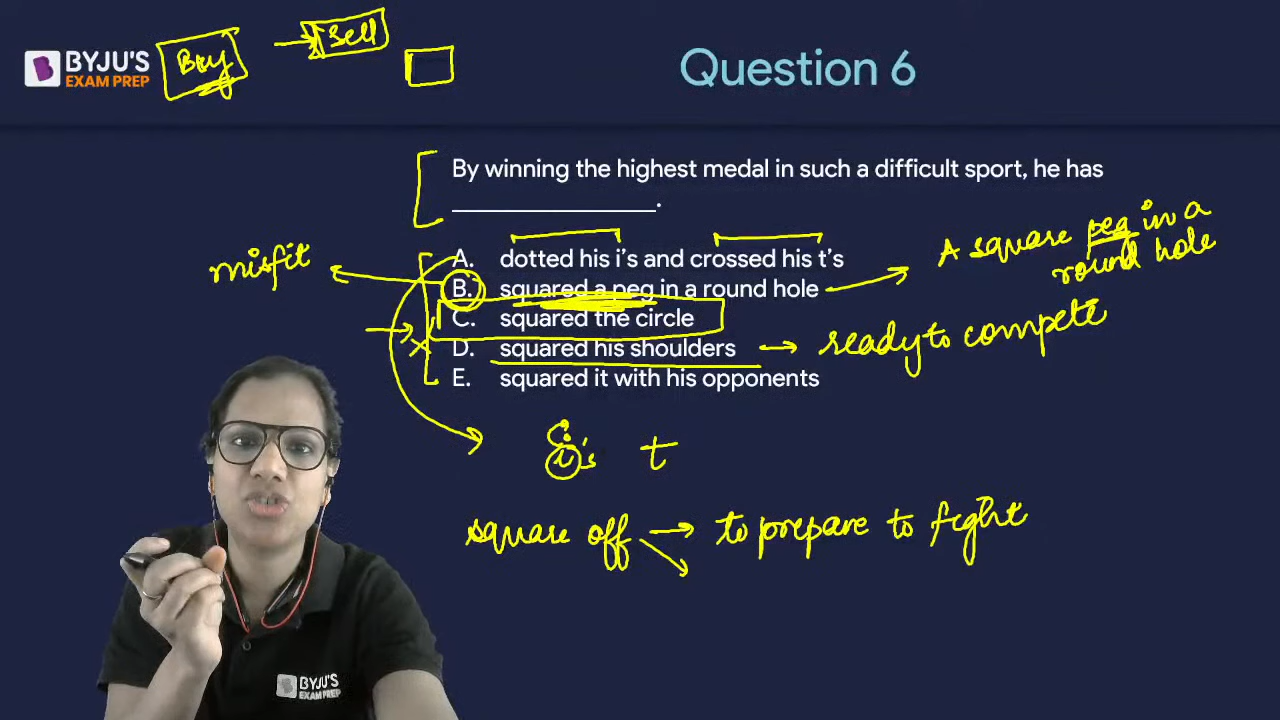 Buy → Sell
BYJU'S
EXAM PREP
Question 6
By winning the highest medal in such a difficult sport, he has
____________________.
A. dotted his i's and crossed his t's
B. squared a peg in a round hole
C. squared the circle
D. squared his shoulders
E. squared it with his opponents
A square peg in a
round hole
misfit
ready to compete
i's t
square off → to prepare to fight
BYJU'S
EXAM PREP